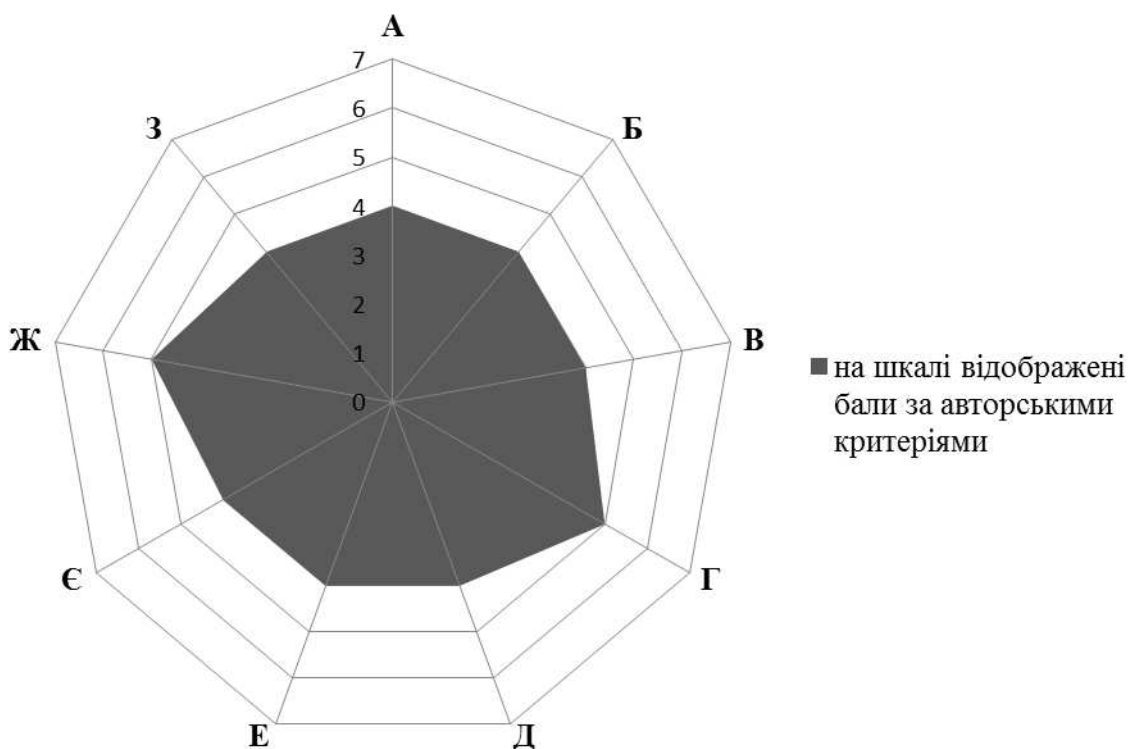 А
7
6
5
4
3
2
1
0
З
Б
Ж
В
Є
Г
Е
Д
на шкалі відображені
бали за авторськими
критеріями